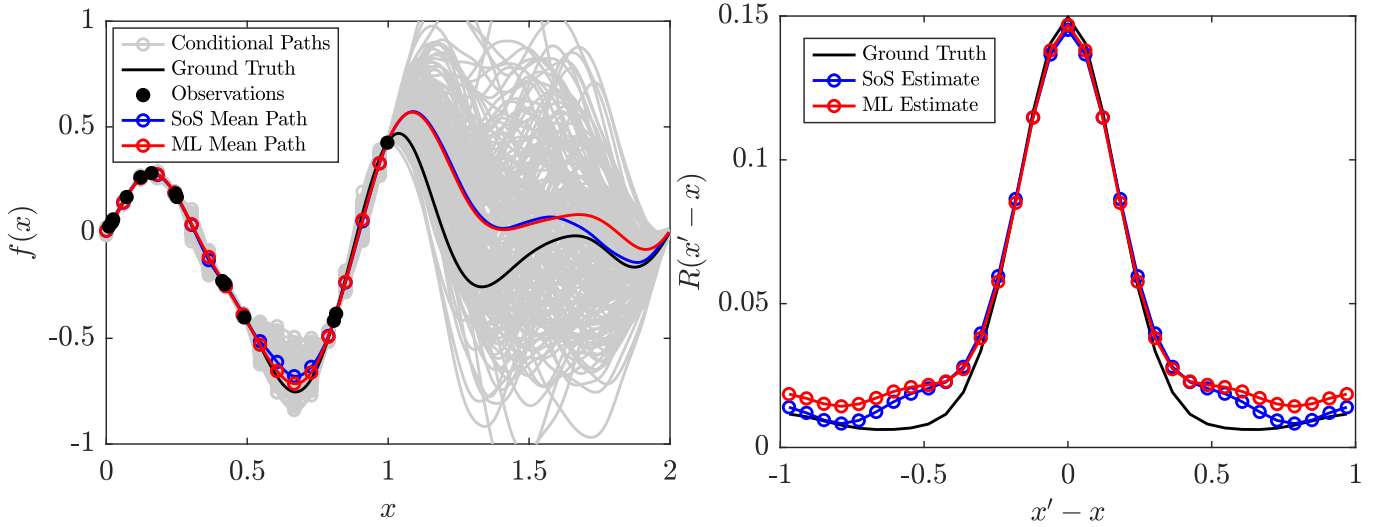 1
0.5
0
-0.5
-1
f(x)
Conditional Paths
Ground Truth
Observations
SoS Mean Path
ML Mean Path
0
0.5
1
1.5
2
x
0.15
0.1
0.05
0
R(x′ − x)
Ground Truth
SoS Estimate
ML Estimate
-1
-0.5
0
0.5
1
x′ − x